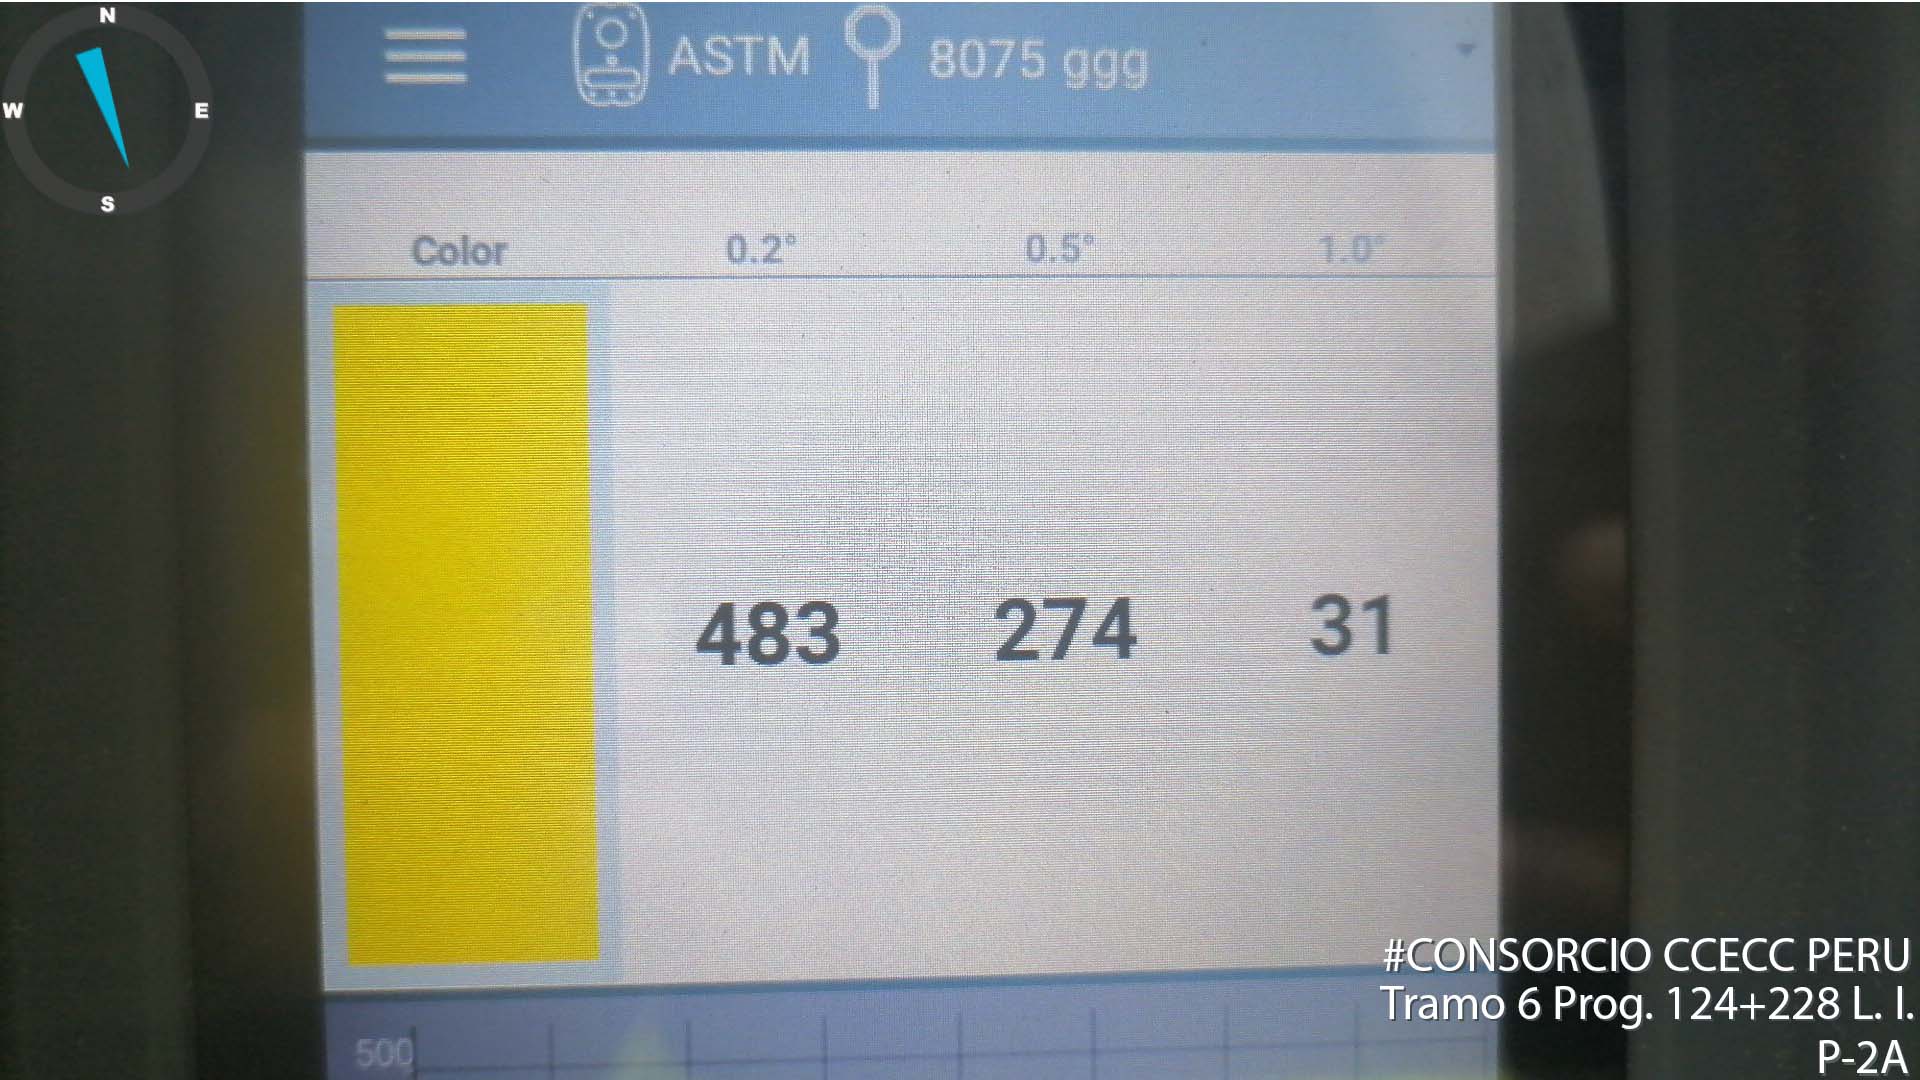 N
W E
S
ASTM 8075 ggg
Color 0.2° 0.5° 1.0°
483 274 31
500
#CONSORCIO CCECC PERU
Tramo 6 Prog. 124+228 L. I.
P-2A